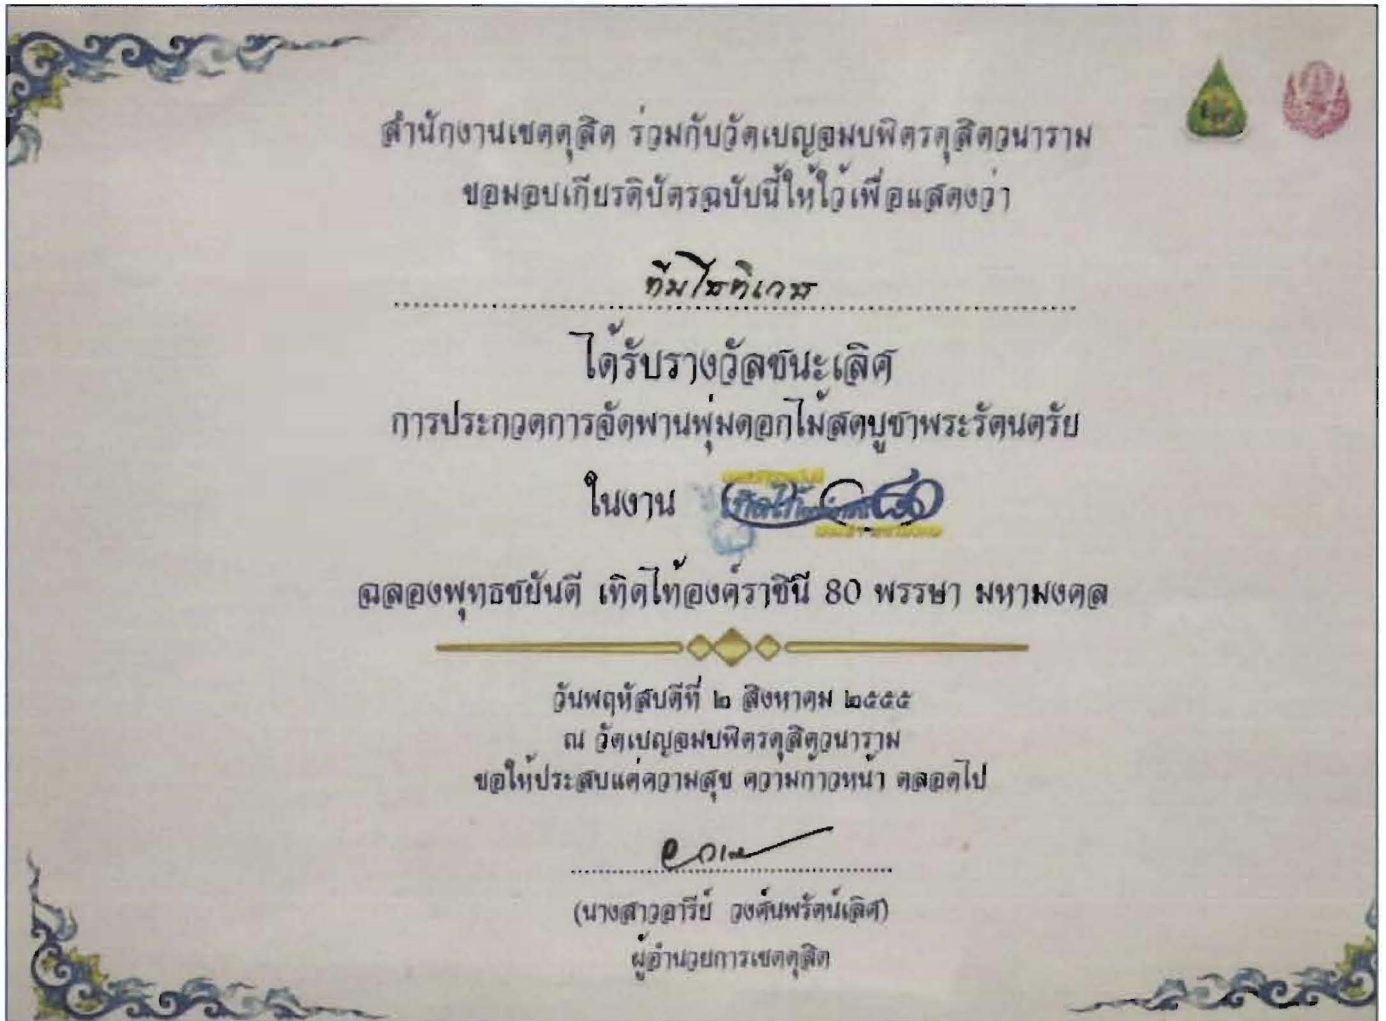 สำนักงานเขตดุสิต ร่วมกับวัดเบญจมบพิตรดุสิตวนาราม
ขอมอบเกียรติบัตรฉบับนี้ให้ไว้เพื่อแสดงว่า
ได้รับรางวัลชนะเลิศ
การประกวดการจัดพานพุ่มดอกไม้สดบูชาพระรัตนตรัย
ในงาน
ฉลองพุทธชยันตี เทิดไท้องค์ราชินี 80 พรรษา มหามงคล
วันพฤหัสบดีที่ ๒ สิงหาคม ๒๕๕๕
ณ วัดเบญจมบพิตรดุสิตวนาราม
ขอให้ประสบแต่ความสุข ความก้าวหน้า ตลอดไป
(นางสาวอารีย์ วงศ์นพรัตน์เลิศ)
ผู้อำนวยการเขตดุสิต